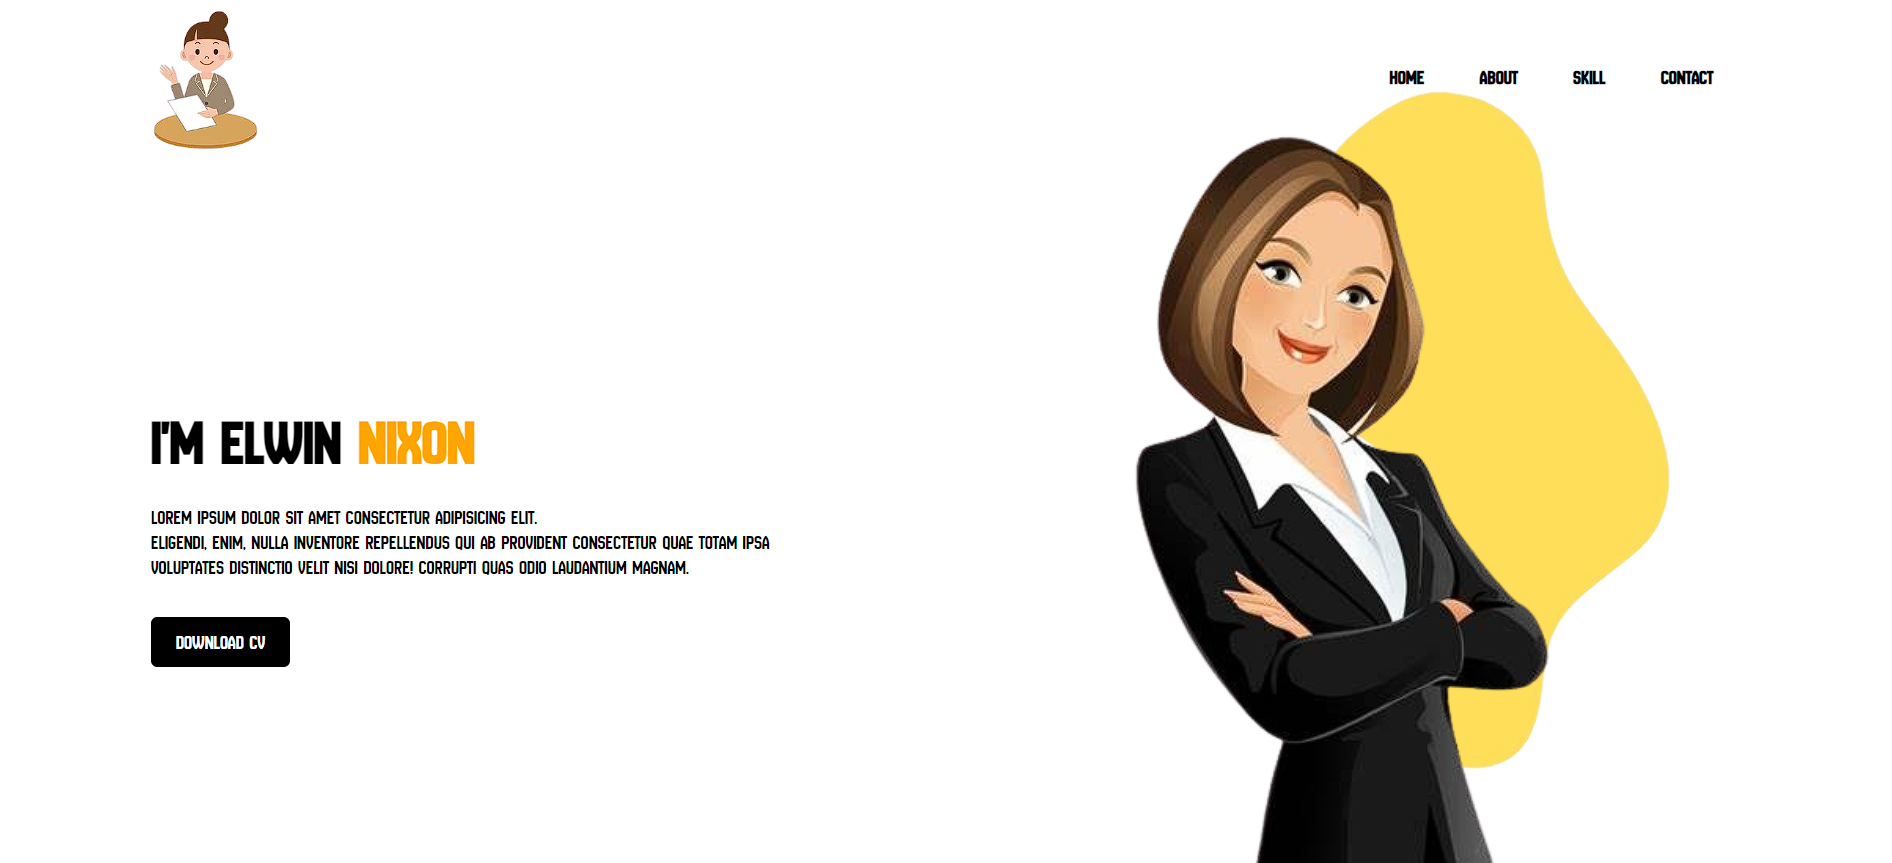 HOME ABOUT SKILL CONTACT
I'M ELWIN NIXON
LOREM IPSUM DOLOR SIT AMET CONSECTETUR ADIPISICING ELIT.
ELIGENDI, ENIM, NULLA INVENTORE REPELLENDUS QUI AB PROVIDENT CONSECTETUR QUAE TOTAM IPSA
VOLUPTATES DISTINCTIO VELIT NISI DOLORE! CORRUPTI QUAS ODIO LAUDANTIUM MAGNAM.
DOWNLOAD CV